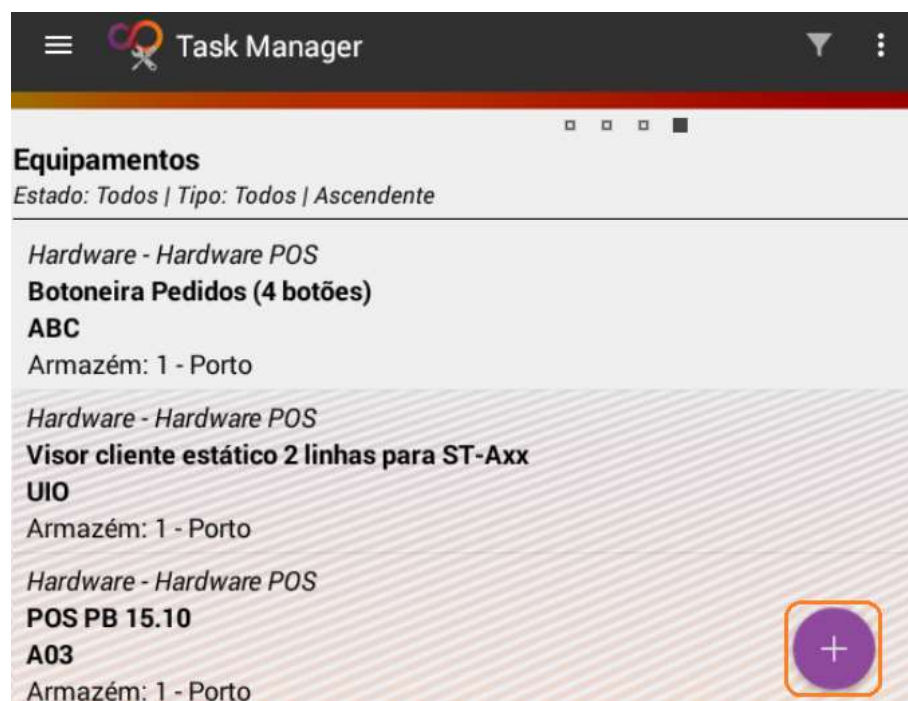 Task Manager
Equipamentos
Estado: Todos | Tipo: Todos | Ascendente
Hardware - Hardware POS
Botoneira Pedidos (4 botões)
ABC
Armazém: 1 - Porto
Hardware - Hardware POS
Visor cliente estático 2 linhas para ST-Axx
UIO
Armazém: 1 - Porto
Hardware - Hardware POS
POS PB 15.10
A03
Armazém: 1 - Porto